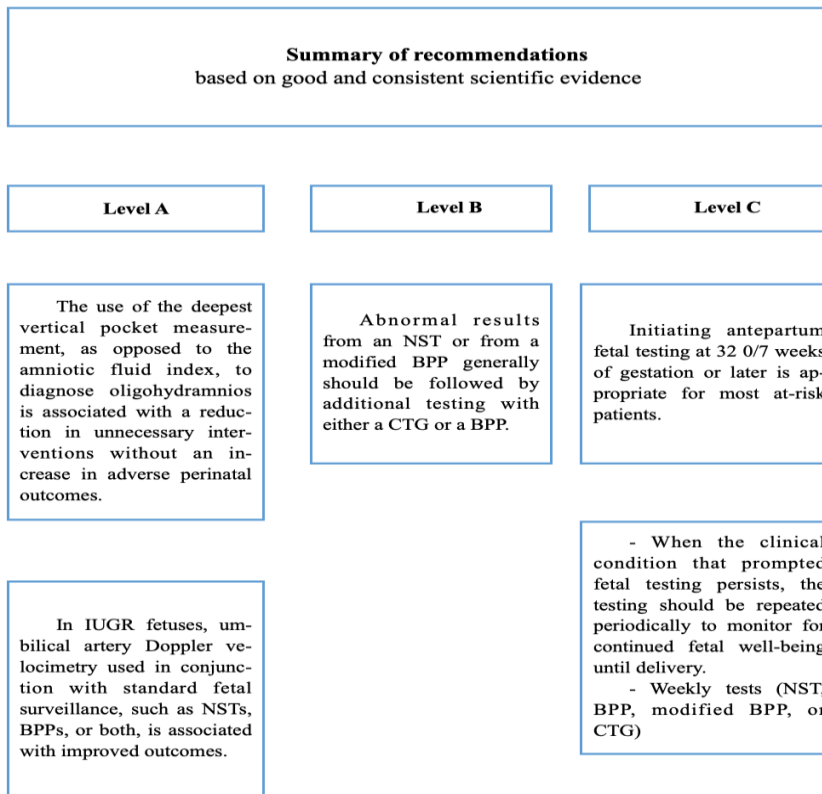 Summary of recommendations
based on good and consistent scientific evidence
Level A
Level B
Level C
The use of the deepest
vertical pocket measure-
ment, as opposed to the
amniotic fluid index, to
diagnose oligohydramnios
is associated with a reduc-
tion in unnecessary inter-
ventions without an in-
crease in adverse perinatal
outcomes.
In IUGR fetuses, um-
bilical artery Doppler ve-
locimetry used in conjunc-
tion with standard fetal
surveillance, such as NSTs,
BPPs, or both, is associated
with improved outcomes.
Abnormal results
from an NST or from a
modified BPP generally
should be followed by
additional testing with
either a CTG or a BPP.
Initiating antepartum
fetal testing at 32 0/7 weeks
of gestation or later is ap-
propriate for most at-risk
patients.
- When the clinical
condition that prompted
fetal testing persists, the
testing should be repeated
periodically to monitor for
continued fetal well-being
until delivery.
- Weekly tests (NST,
BPP, modified BPP, or
CTG)